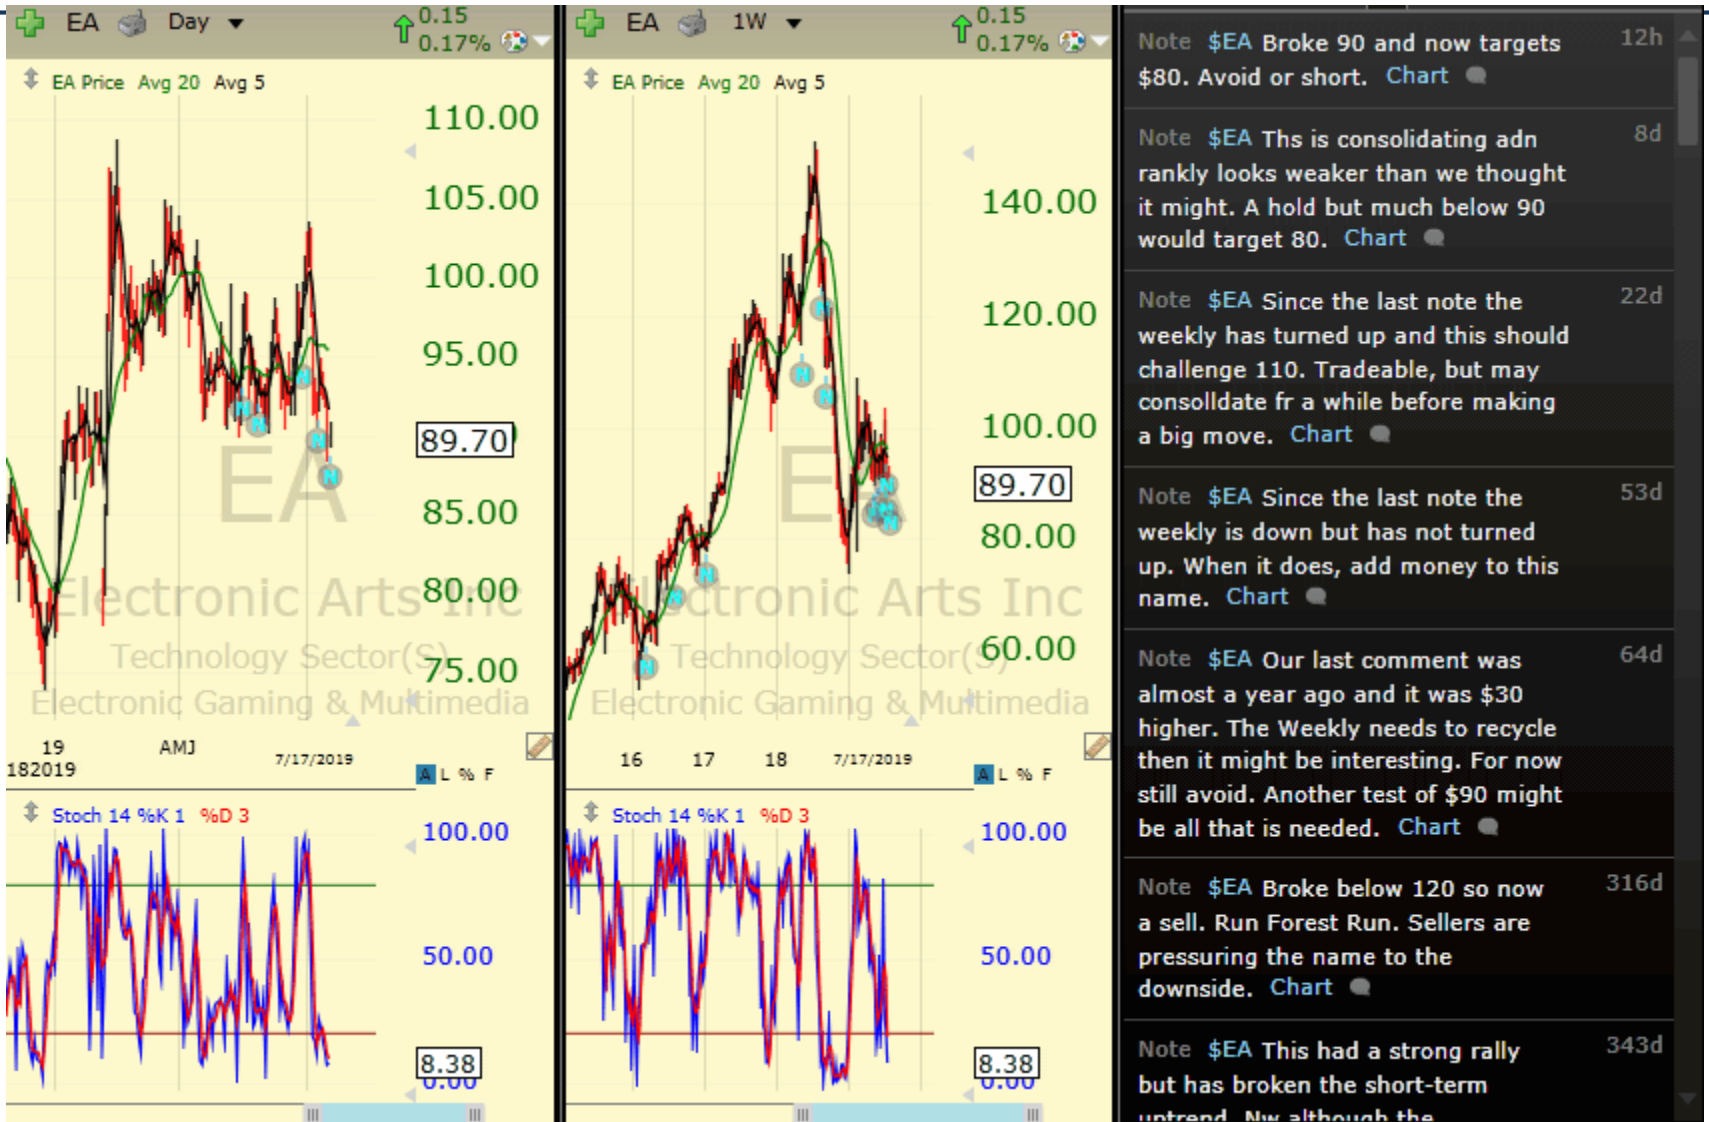 EA Day 0.15
0.17%
EA Price Avg 20 Avg 5
110.00
105.00
100.00
95.00
89.70
85.00
80.00
75.00
EA
Electronic Arts Inc
Technology Sector(S)
Electronic Gaming & Multimedia
19 AMJ 7/17/2019
182019
A L % F
Stoch 14 %K 1 %D 3
100.00
50.00
8.38
0.00
EA 1W 0.15
0.17%
EA Price Avg 20 Avg 5
140.00
120.00
100.00
89.70
80.00
60.00
EA
Electronic Arts Inc
Technology Sector(S)
Electronic Gaming & Multimedia
16 17 18 7/17/2019
A L % F
Stoch 14 %K 1 %D 3
100.00
50.00
8.38
0.00
Note $EA Broke 90 and now targets 12h
$80. Avoid or short. Chart
Note $EA Ths is consolidating adn 8d
rankly looks weaker than we thought
it might. A hold but much below 90
would target 80. Chart
Note $EA Since the last note the 22d
weekly has turned up and this should
challenge 110. Tradeable, but may
consolldate fr a while before making
a big move. Chart
Note $EA Since the last note the 53d
weekly is down but has not turned
up. When it does, add money to this
name. Chart
Note $EA Our last comment was 64d
almost a year ago and it was $30
higher. The Weekly needs to recycle
then it might be interesting. For now
still avoid. Another test of $90 might
be all that is needed. Chart
Note $EA Broke below 120 so now 316d
a sell. Run Forest Run. Sellers are
pressuring the name to the
downside. Chart
Note $EA This had a strong rally 343d
but has broken the short-term
uptrend. Nw although the